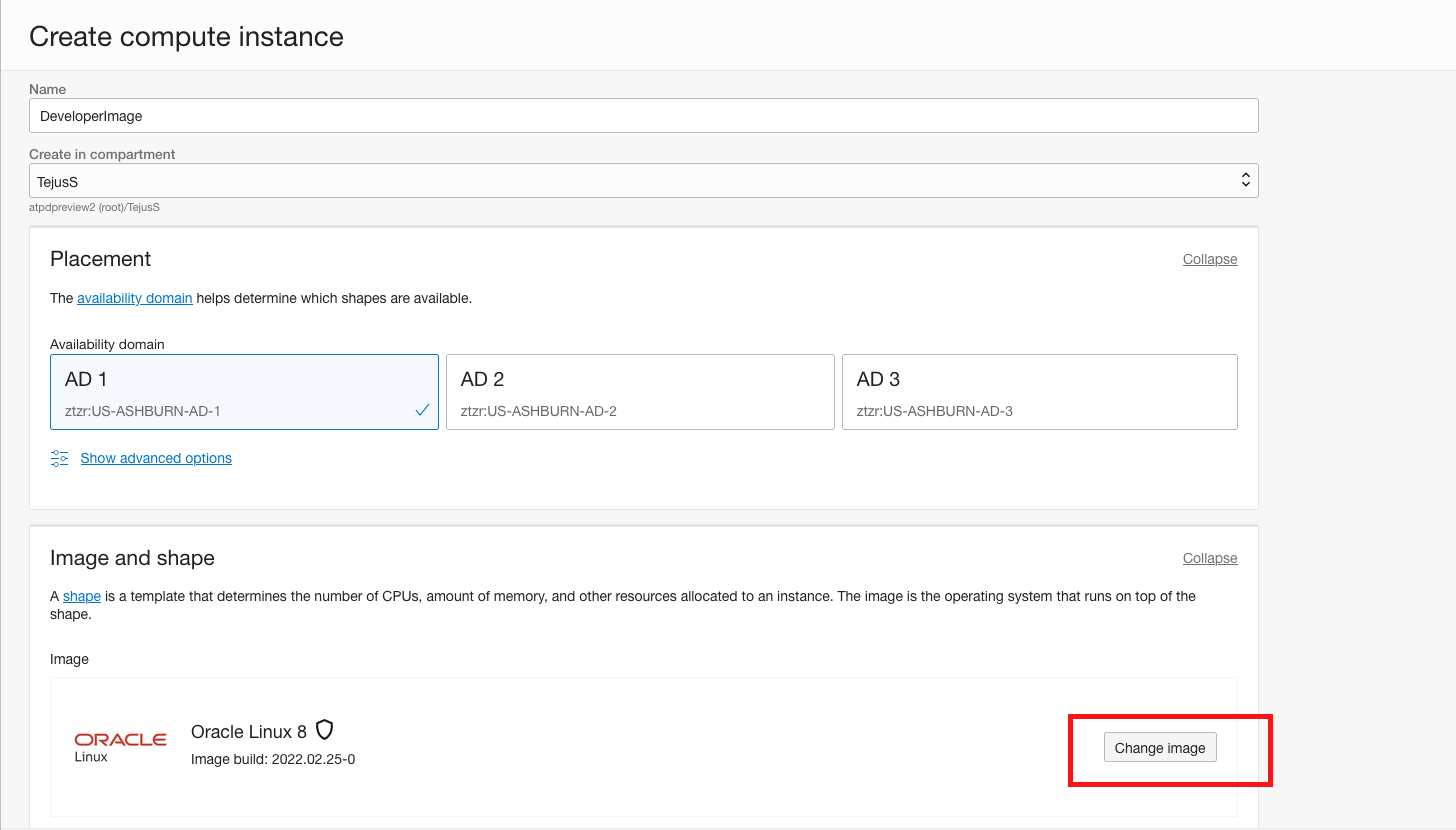 Create compute instance
Name
DeveloperImage
Create in compartment
TejusS
atpdpreview2 (root)/TejusS
Placement
Collapse
The availability domain helps determine which shapes are available.
Availability domain
AD 1
ztzr:US-ASHBURN-AD-1
AD 2
ztzr:US-ASHBURN-AD-2
AD 3
ztzr:US-ASHBURN-AD-3
Show advanced options
Image and shape
Collapse
A shape is a template that determines the number of CPUs, amount of memory, and other resources allocated to an instance. The image is the operating system that runs on top of the
shape.
Image
ORACLE
Linux
Oracle Linux 8
Image build: 2022.02.25-0
Change image